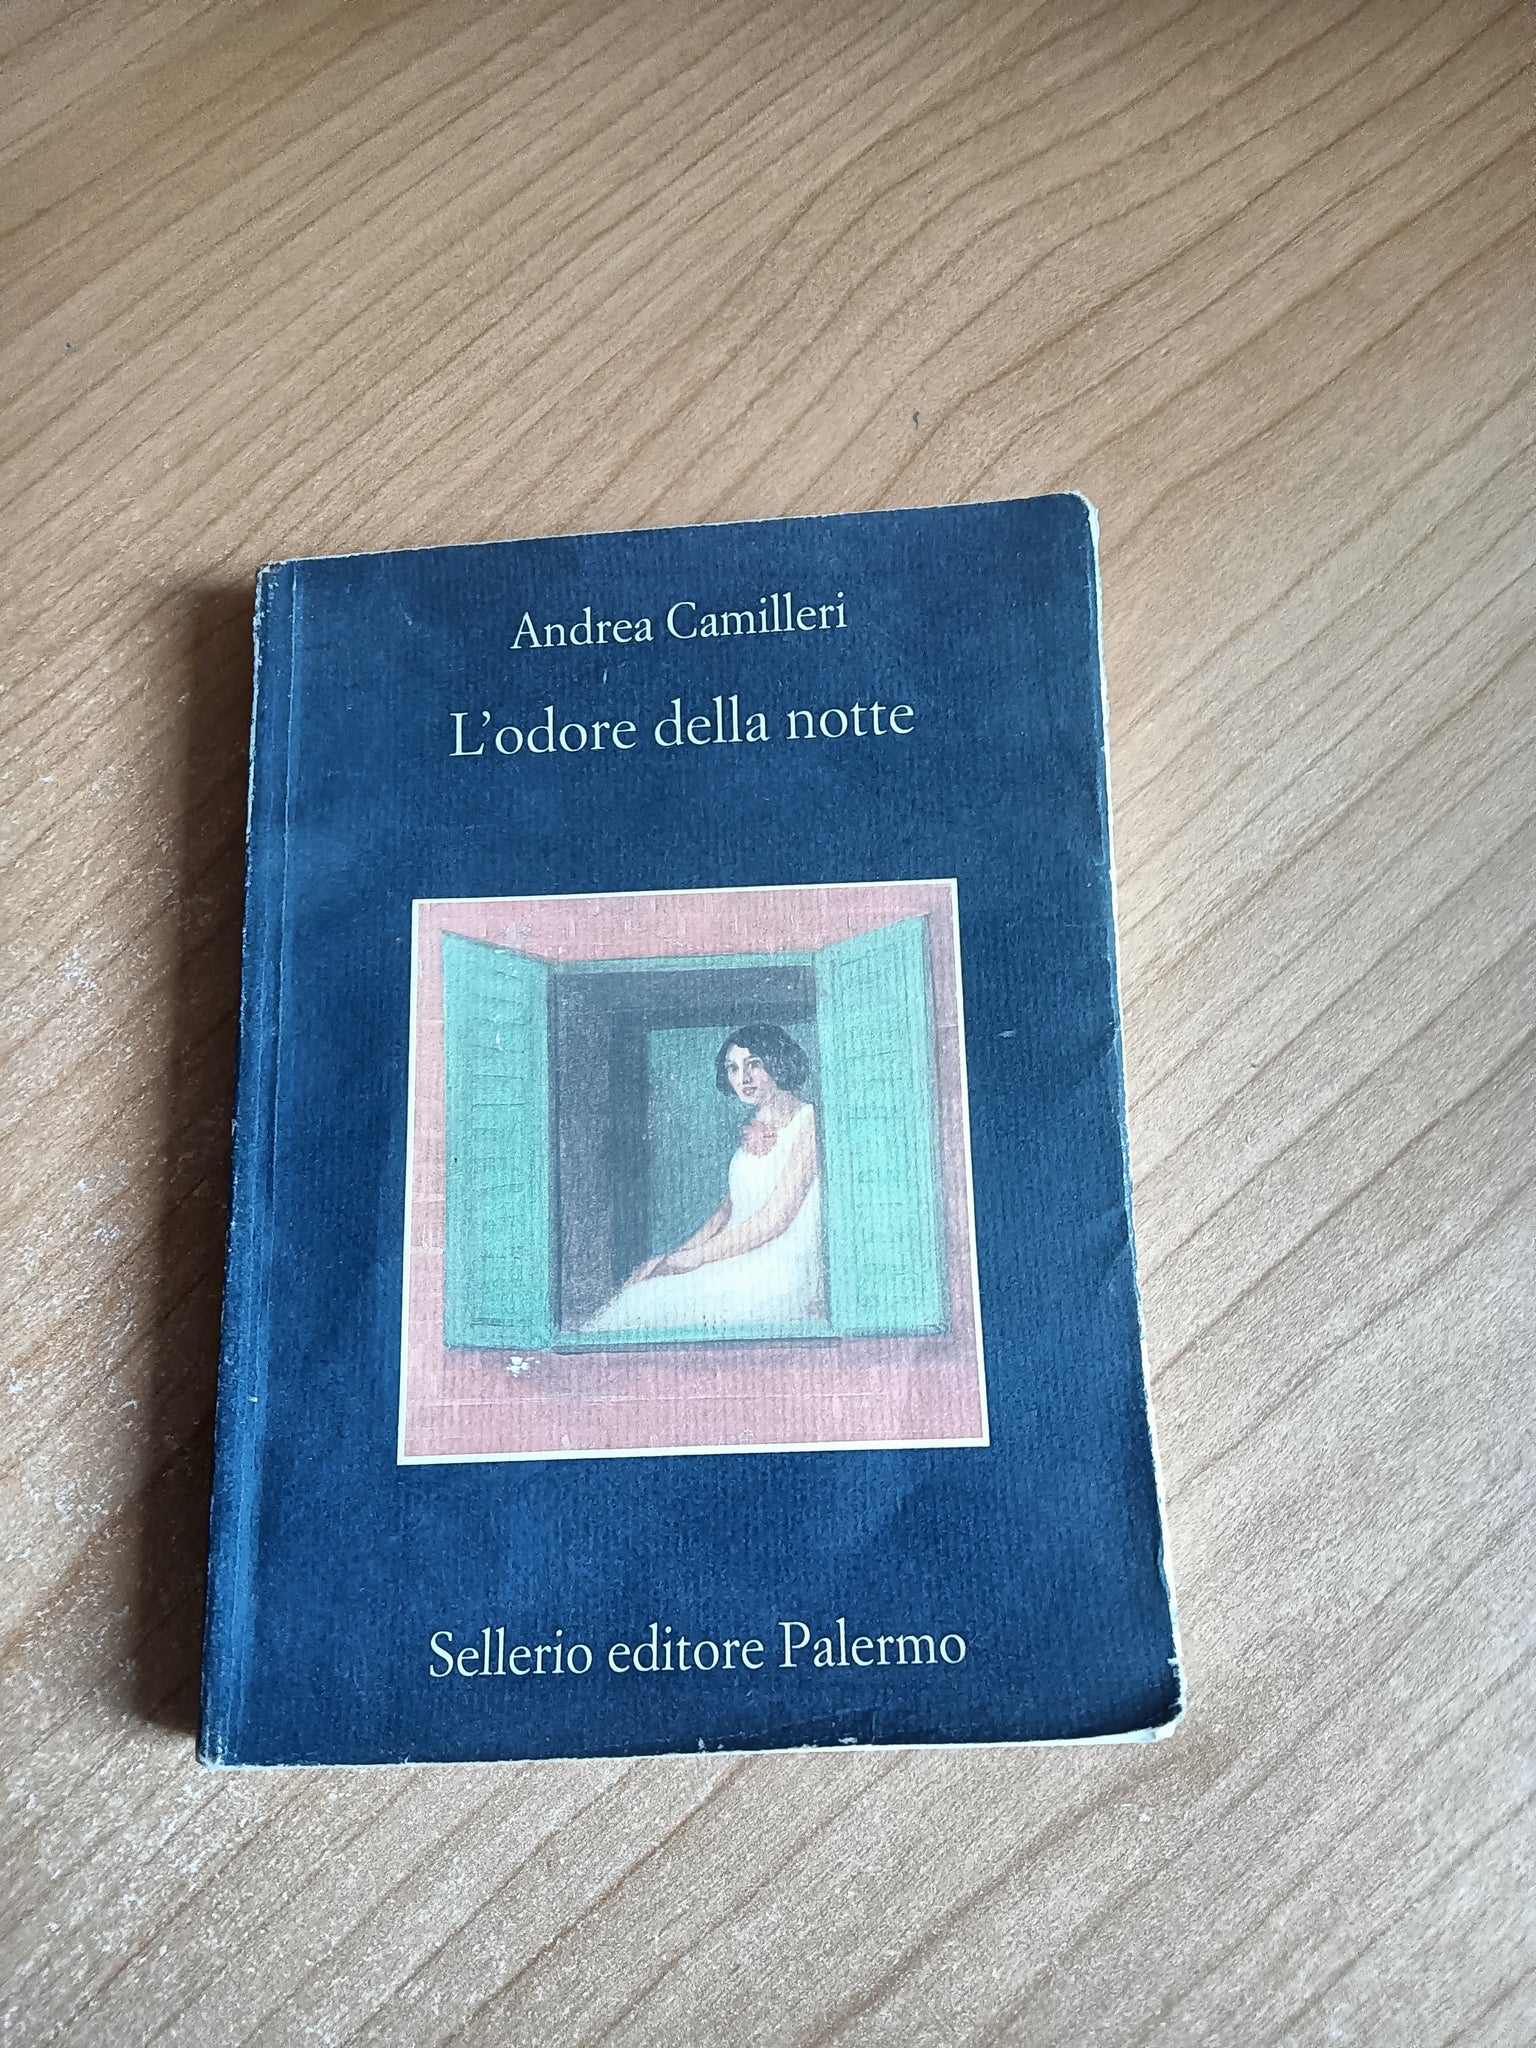 Andrea Camilleri
L’odore della notte
Sellerio editore Palermo